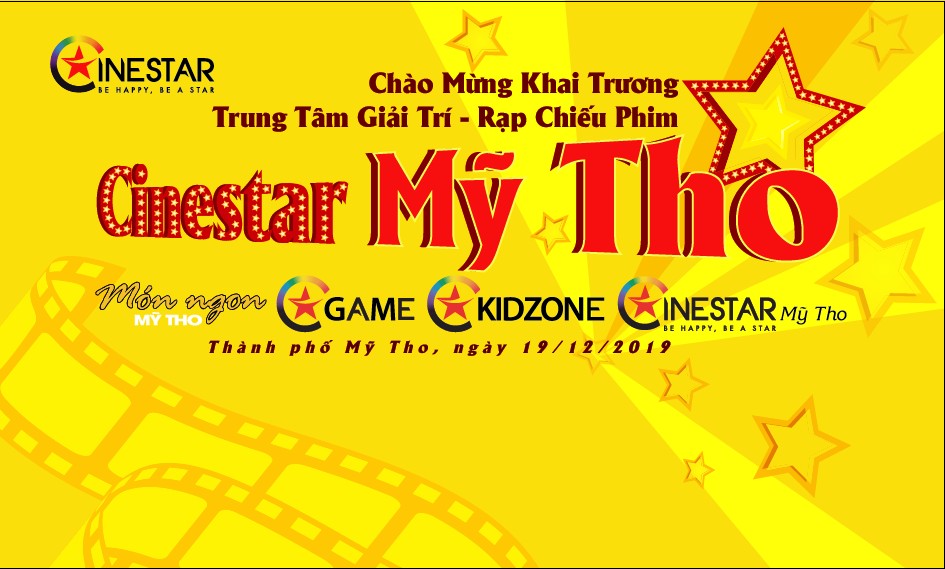 CINESTAR
BE HAPPY, BE A STAR
Chào Mừng Khai Trương
Trung Tâm Giải Trí - Rạp Chiếu Phim
Cinestar Mỹ Tho
Món ngon
MỸ THO
C GAME
C KIDZONE
CINESTAR Mỹ Tho
BE HAPPY, BE A STAR
Thành phố Mỹ Tho, ngày 19/12/2019